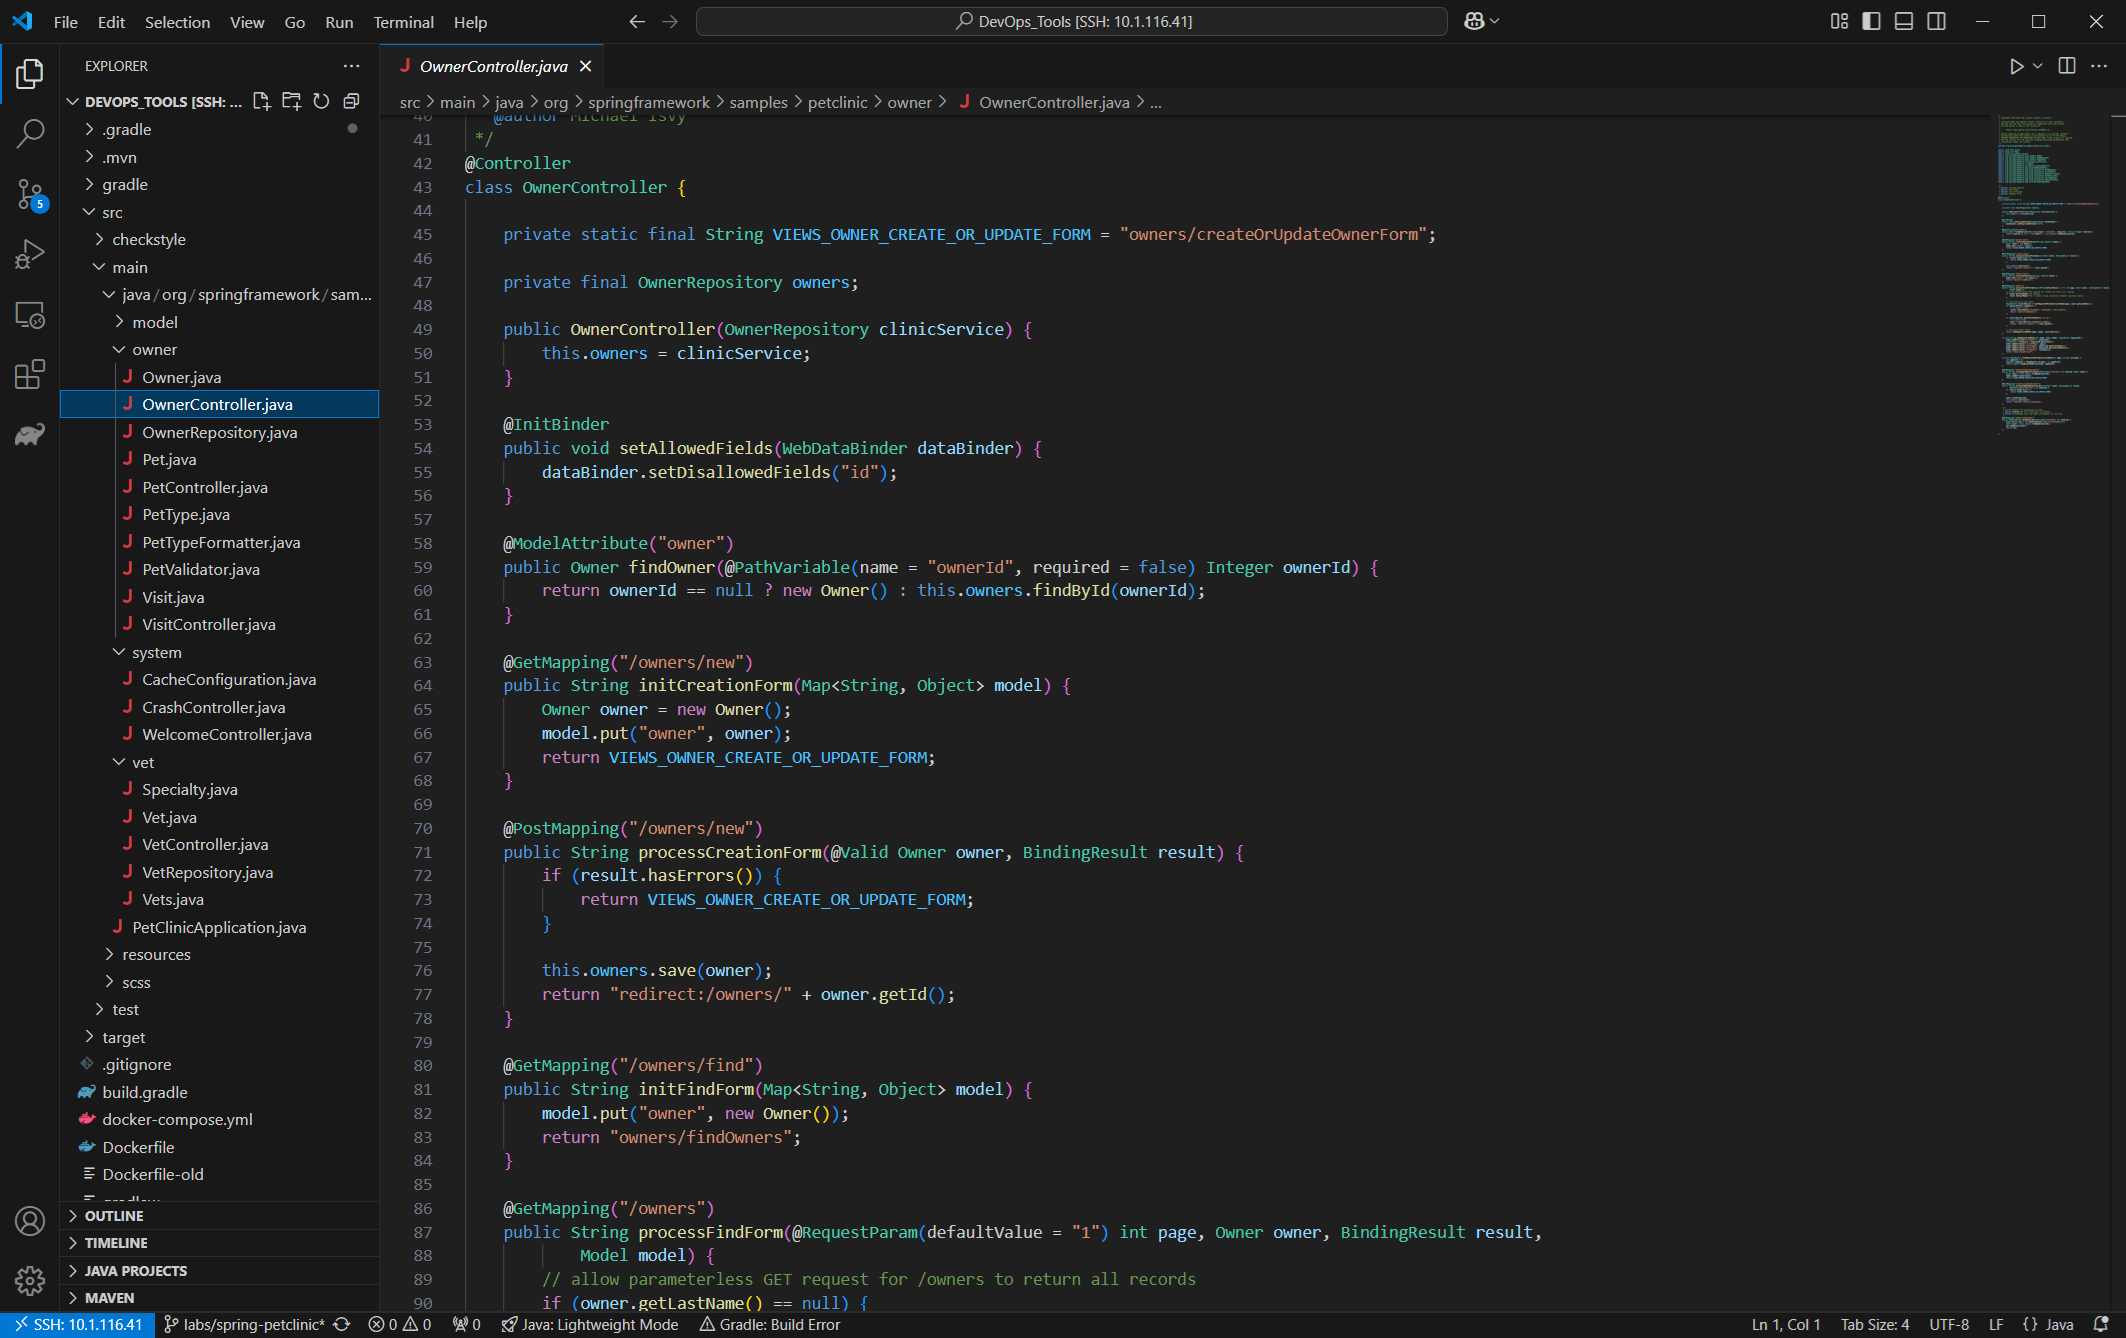 File Edit Selection View Go Run Terminal Help
DevOps_Tools [SSH: 10.1.116.41]
EXPLORER
DEVOPS_TOOLS [SSH: ...
.gradle
.mvn
gradle
src
checkstyle
main
java/org/springframework/sam...
model
owner
Owner.java
OwnerController.java
OwnerRepository.java
Pet.java
PetController.java
PetType.java
PetTypeFormatter.java
PetValidator.java
Visit.java
VisitController.java
system
CacheConfiguration.java
CrashController.java
WelcomeController.java
vet
Specialty.java
Vet.java
VetController.java
VetRepository.java
Vets.java
PetClinicApplication.java
resources
scss
test
target
.gitignore
build.gradle
docker-compose.yml
Dockerfile
Dockerfile-old
gradlew
OUTLINE
TIMELINE
JAVA PROJECTS
MAVEN
5
J OwnerController.java
src > main > java > org > springframework > samples > petclinic > owner > J OwnerController.java > ...
40 @author Michael Isvy
41 */
42 @Controller
43 class OwnerController {
44
45 private static final String VIEWS_OWNER_CREATE_OR_UPDATE_FORM = "owners/createOrUpdateOwnerForm";
46
47 private final OwnerRepository owners;
48
49 public OwnerController(OwnerRepository clinicService) {
50 this.owners = clinicService;
51 }
52
53 @InitBinder
54 public void setAllowedFields(WebDataBinder dataBinder) {
55 dataBinder.setDisallowedFields("id");
56 }
57
58 @ModelAttribute("owner")
59 public Owner findOwner(@PathVariable(name = "ownerId", required = false) Integer ownerId) {
60 return ownerId == null ? new Owner() : this.owners.findById(ownerId);
61 }
62
63 @GetMapping("/owners/new")
64 public String initCreationForm(Map<String, Object> model) {
65 Owner owner = new Owner();
66 model.put("owner", owner);
67 return VIEWS_OWNER_CREATE_OR_UPDATE_FORM;
68 }
69
70 @PostMapping("/owners/new")
71 public String processCreationForm(@Valid Owner owner, BindingResult result) {
72 if (result.hasErrors()) {
73 return VIEWS_OWNER_CREATE_OR_UPDATE_FORM;
74 }
75
76 this.owners.save(owner);
77 return "redirect:/owners/" + owner.getId();
78 }
79
80 @GetMapping("/owners/find")
81 public String initFindForm(Map<String, Object> model) {
82 model.put("owner", new Owner());
83 return "owners/findOwners";
84 }
85
86 @GetMapping("/owners")
87 public String processFindForm(@RequestParam(defaultValue = "1") int page, Owner owner, BindingResult result,
88 Model model) {
89 // allow parameterless GET request for /owners to return all records
90 if (owner.getLastName() == null) {
SSH: 10.1.116.41 labs/spring-petclinic* 0 0 0 Java: Lightweight Mode Gradle: Build Error Ln 1, Col 1 Tab Size: 4 UTF-8 LF {} Java